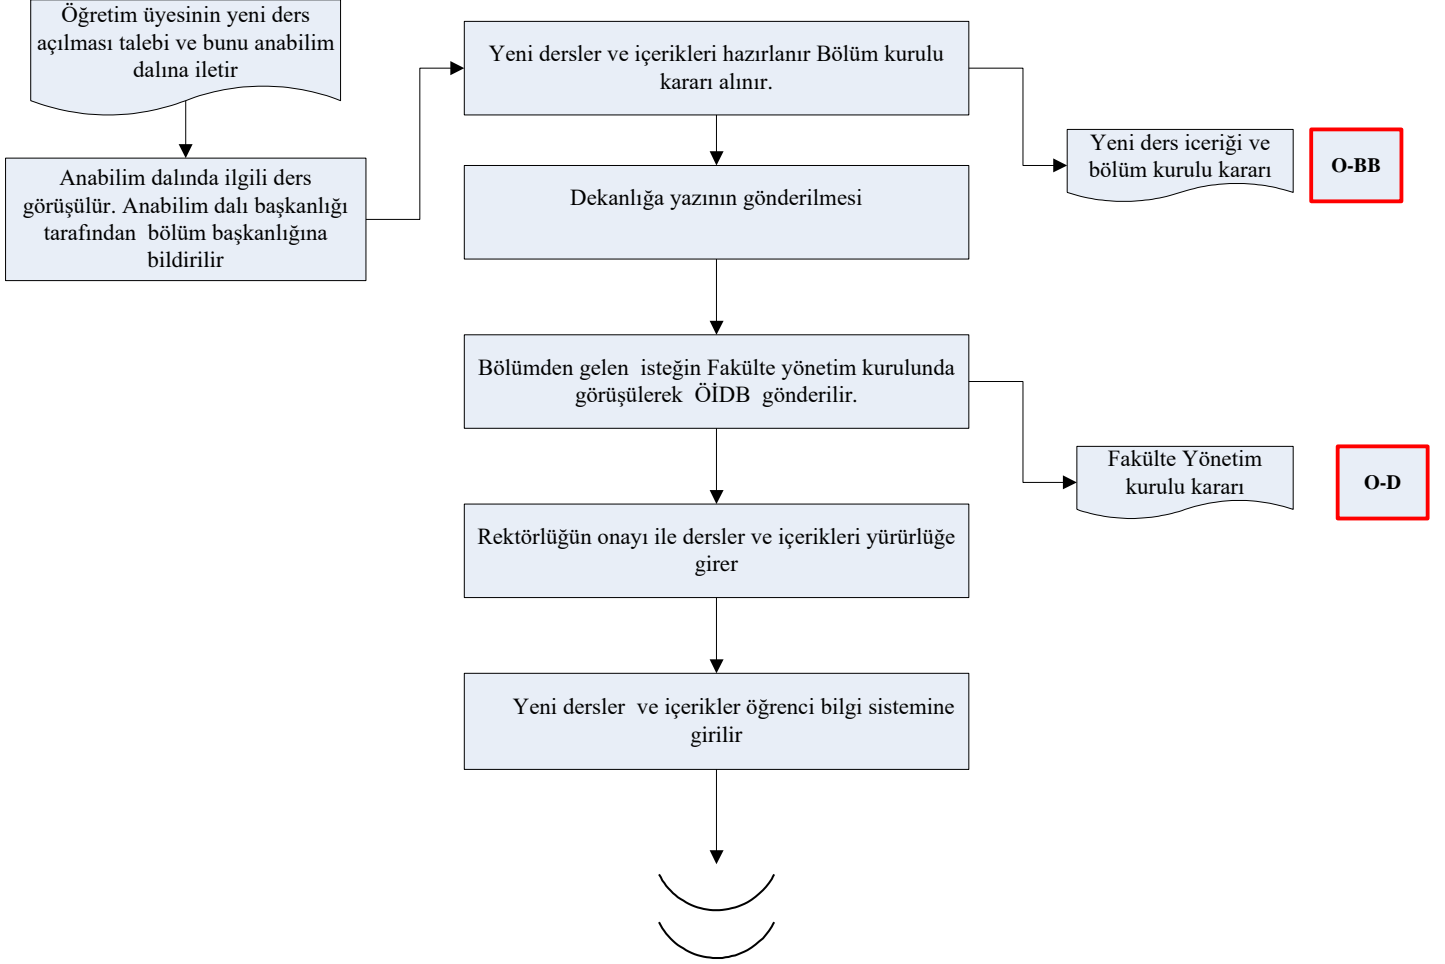 Öğretim üyesinin yeni ders
açılması talebi ve bunu anabilim
dalına iletir
Anabilim dalında ilgili ders
görüşülür. Anabilim dalı başkanlığı
tarafından bölüm başkanlığına
bildirilir
Yeni dersler ve içerikleri hazırlanır Bölüm kurulu
kararı alınır.
Yeni ders iceriği ve
bölüm kurulu kararı
O-BB
Dekanlığa yazının gönderilmesi
Bölümden gelen isteğin Fakülte yönetim kurulunda
görüşülerek ÖİDB gönderilir.
Fakülte Yönetim
kurulu kararı
O-D
Rektörlüğün onayı ile dersler ve içerikleri yürürlüğe
girer
Yeni dersler ve içerikler öğrenci bilgi sistemine
girilir